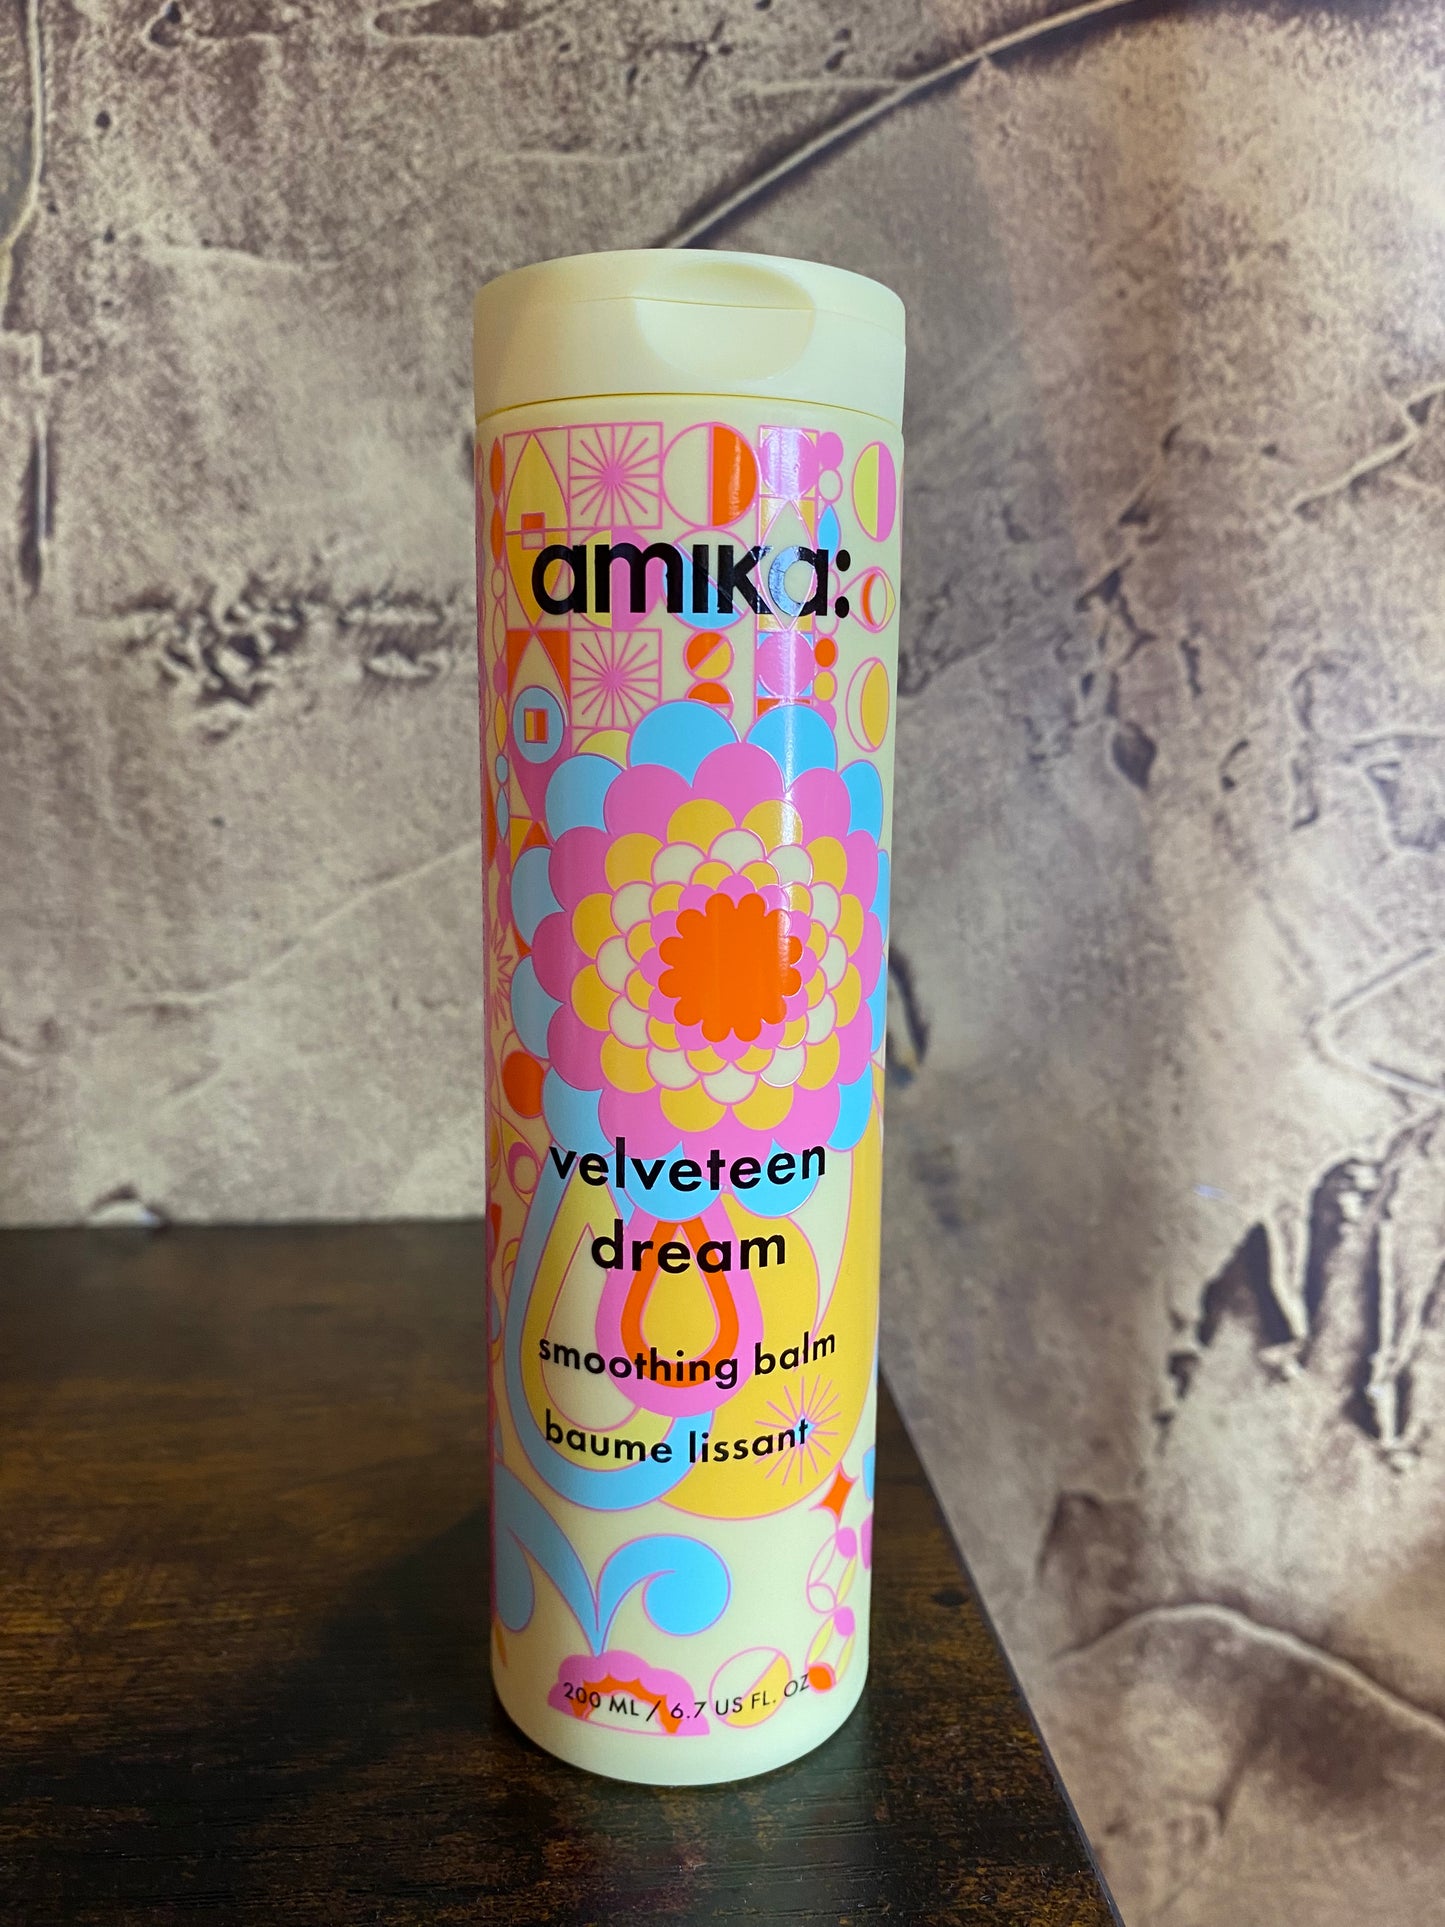 amika:
velveteen
dream
smoothing balm
baume lissant
200 ML / 6.7 US FL. OZ